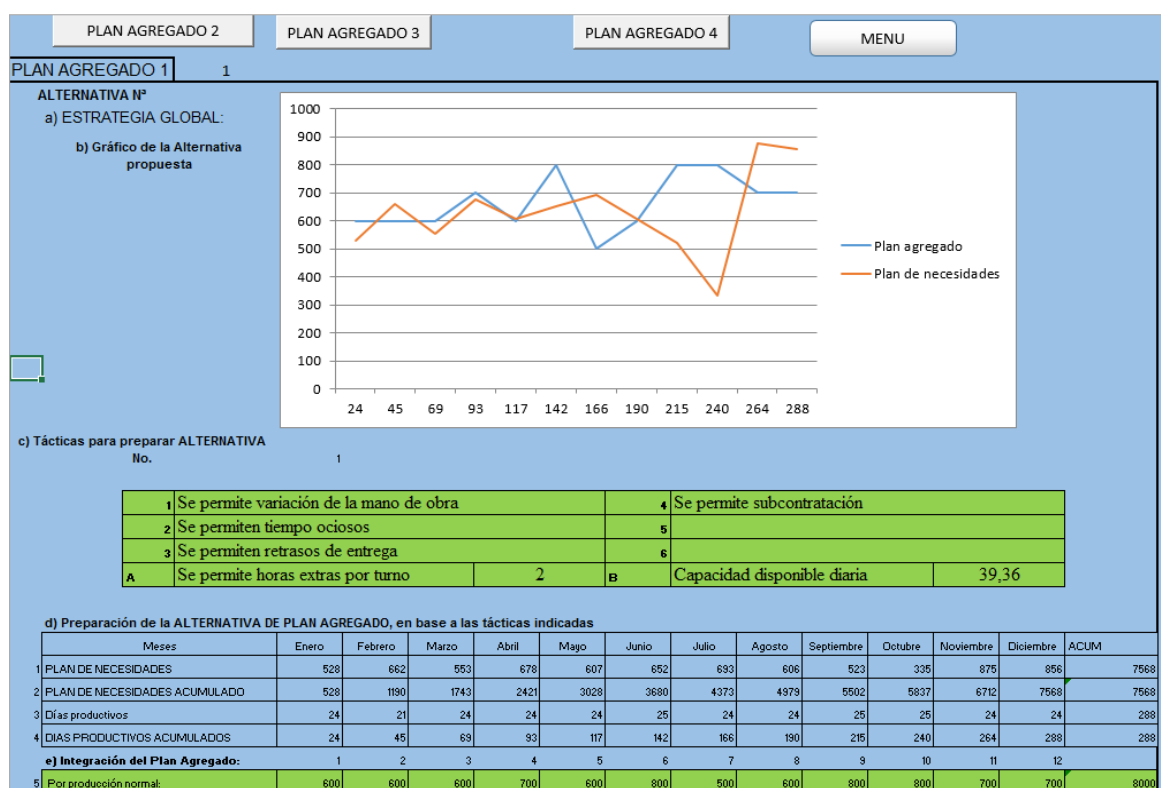 PLAN AGREGADO 2 PLAN AGREGADO 3 PLAN AGREGADO 4 MENU
PLAN AGREGADO 1 1
ALTERNATIVA Nª
a) ESTRATEGIA GLOBAL:
b) Gráfico de la Alternativa
propuesta
1000
900
800
700
600
500
400
300
200
100
0
24 45 69 93 117 142 166 190 215 240 264 288
Plan agregado
Plan de necesidades
c) Tácticas para preparar ALTERNATIVA
No. 1
1 Se permite variación de la mano de obra 4 Se permite subcontratación
2 Se permiten tiempo ociosos 5
3 Se permiten retrasos de entrega 6
A Se permite horas extras por turno 2 B Capacidad disponible diaria 39,36
d) Preparación de la ALTERNATIVA DE PLAN AGREGADO, en base a las tácticas indicadas
Meses Enero Febrero Marzo Abril Mayo Junio Julio Agosto Septiembre Octubre Noviembre Diciembre ACUM
1 PLAN DE NECESIDADES 528 662 553 678 607 652 693 606 523 335 875 856 7568
2 PLAN DE NECESIDADES ACUMULADO 528 1190 1743 2421 3028 3680 4373 4979 5502 5837 6712 7568 7568
3 Días productivos 24 21 24 24 24 25 24 24 25 25 24 24 288
4 DIAS PRODUCTIVOS ACUMULADOS 24 45 69 93 117 142 166 190 215 240 264 288 288
e) Integración del Plan Agregado: 1 2 3 4 5 6 7 8 9 10 11 12
5 Por producción normal: 600 600 600 700 600 800 500 600 800 800 700 700 8000